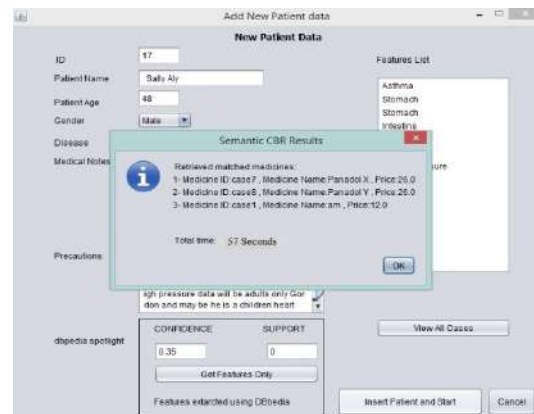 Add New Patient data
New Patient Data
ID
17
Features List
Patient Name
Sally Aly
Asthma
Stomach
Stomach
Intestine
Patient Age
48
Gender
Male
Disease
Semantic CBR Results
Medical Notes
Retrieved matched medicines:
1- Medicine ID:case7 , Medicine Name:Panadol X , Price:25.0
2- Medicine ID:case8 , Medicine Name:Panadol Y , Price:26.0
3- Medicine ID:case1 , Medicine Name:am , Price:12.0
Total time: 57 Seconds
OK
Precautions
igh pressure data will be adults only Gor
don and may be he is a children heart
dbpedia spotlight
CONFIDENCE
SUPPORT
0.35
0
Get Features Only
Features extarcted using DBbedia
View All Cases
Insert Patient and Start
Cancel